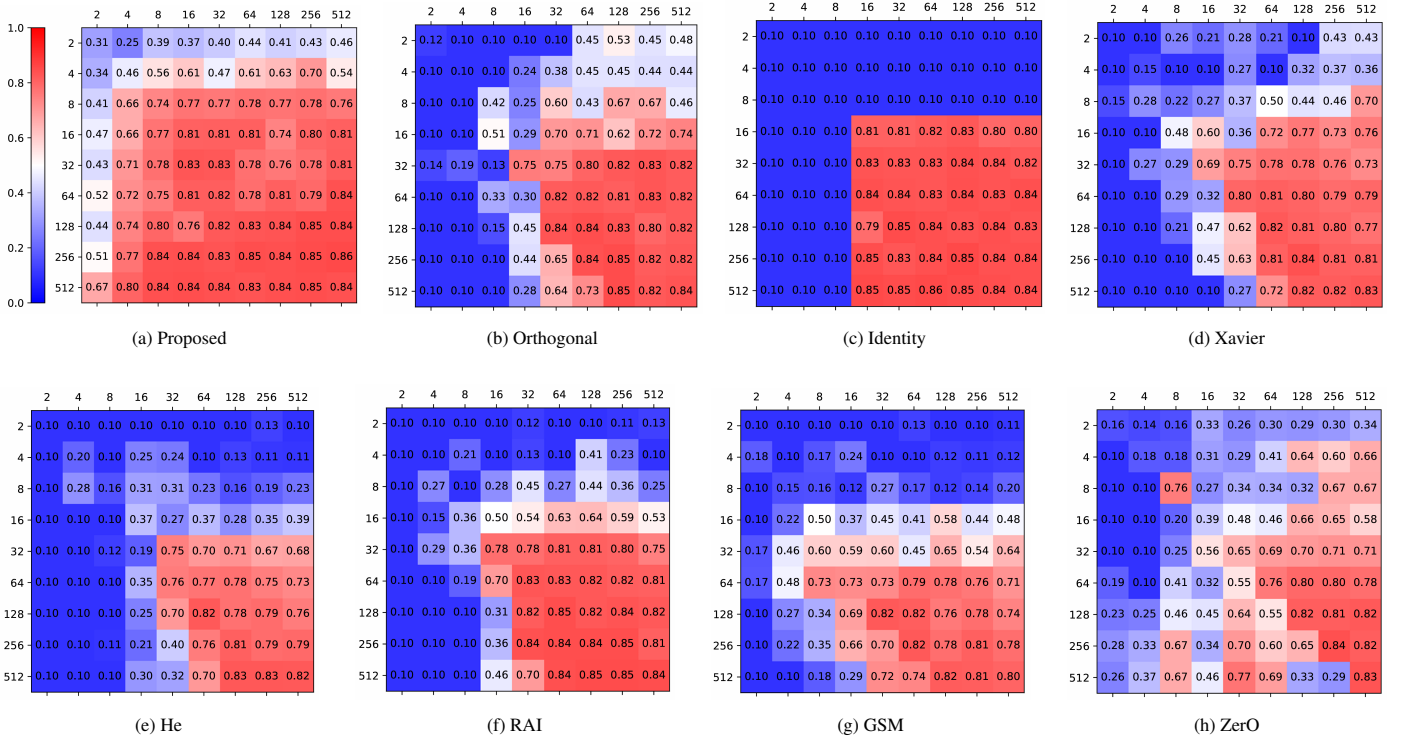 2 4 8 16 32 64 128 256 512
1.0 0.8 0.6 0.4 0.2 0.0
2 0.31 0.25 0.39 0.37 0.40 0.44 0.41 0.43 0.46
4 0.34 0.46 0.56 0.61 0.47 0.61 0.63 0.70 0.54
8 0.41 0.66 0.74 0.77 0.77 0.78 0.77 0.78 0.76
16 0.47 0.66 0.77 0.81 0.81 0.81 0.74 0.80 0.81
32 0.43 0.71 0.78 0.83 0.83 0.78 0.76 0.78 0.81
64 0.52 0.72 0.75 0.81 0.82 0.78 0.81 0.79 0.84
128 0.44 0.74 0.80 0.76 0.82 0.83 0.84 0.85 0.84
256 0.51 0.77 0.84 0.84 0.83 0.85 0.84 0.85 0.86
512 0.67 0.80 0.84 0.84 0.84 0.84 0.83 0.84 0.84
(a) Proposed
2 4 8 16 32 64 128 256 512
2 0.12 0.10 0.10 0.10 0.10 0.45 0.53 0.45 0.48
4 0.10 0.10 0.10 0.24 0.38 0.45 0.45 0.44 0.44
8 0.10 0.10 0.42 0.25 0.60 0.43 0.67 0.67 0.46
16 0.10 0.10 0.51 0.29 0.70 0.71 0.62 0.72 0.74
32 0.14 0.19 0.13 0.75 0.75 0.80 0.82 0.83 0.82
64 0.10 0.10 0.33 0.30 0.82 0.82 0.81 0.83 0.82
128 0.10 0.10 0.15 0.45 0.84 0.84 0.83 0.80 0.82
256 0.10 0.10 0.10 0.44 0.65 0.84 0.85 0.82 0.82
512 0.10 0.10 0.10 0.28 0.64 0.73 0.85 0.82 0.84
(b) Orthogonal
2 4 8 16 32 64 128 256 512
2 0.10 0.10 0.10 0.10 0.10 0.10 0.10 0.10 0.10
4 0.10 0.10 0.10 0.10 0.10 0.10 0.10 0.10 0.10
8 0.10 0.10 0.10 0.10 0.10 0.10 0.10 0.10 0.10
16 0.10 0.10 0.10 0.81 0.81 0.82 0.83 0.80 0.80
32 0.10 0.10 0.10 0.83 0.83 0.83 0.84 0.82 0.83
64 0.10 0.10 0.10 0.84 0.84 0.83 0.84 0.83 0.84
128 0.10 0.10 0.10 0.79 0.85 0.84 0.83 0.82 0.83
256 0.10 0.10 0.10 0.85 0.83 0.84 0.85 0.84 0.84
512 0.10 0.10 0.10 0.85 0.85 0.84 0.84 0.85 0.84
(c) Identity
2 4 8 16 32 64 128 256 512
2 0.10 0.10 0.26 0.21 0.28 0.21 0.10 0.43 0.43
4 0.10 0.15 0.10 0.10 0.27 0.10 0.32 0.37 0.36
8 0.15 0.28 0.22 0.27 0.37 0.50 0.44 0.46 0.70
16 0.10 0.10 0.48 0.60 0.36 0.72 0.77 0.73 0.76
32 0.10 0.27 0.29 0.69 0.75 0.78 0.78 0.76 0.73
64 0.10 0.10 0.29 0.32 0.80 0.81 0.80 0.79 0.79
128 0.10 0.10 0.21 0.47 0.62 0.82 0.81 0.80 0.77
256 0.10 0.10 0.10 0.45 0.63 0.81 0.84 0.81 0.81
512 0.10 0.10 0.10 0.10 0.27 0.72 0.82 0.82 0.83
(d) Xavier
2 4 8 16 32 64 128 256 512
2 0.10 0.10 0.10 0.10 0.10 0.10 0.10 0.13 0.10
4 0.10 0.20 0.10 0.25 0.24 0.10 0.13 0.11 0.11
8 0.10 0.28 0.16 0.31 0.31 0.23 0.16 0.19 0.23
16 0.10 0.10 0.10 0.37 0.27 0.37 0.28 0.35 0.39
32 0.10 0.10 0.12 0.19 0.75 0.70 0.71 0.67 0.68
64 0.10 0.10 0.10 0.35 0.76 0.77 0.78 0.75 0.73
128 0.10 0.10 0.10 0.25 0.70 0.82 0.78 0.79 0.76
256 0.10 0.10 0.11 0.21 0.40 0.76 0.81 0.79 0.79
512 0.10 0.10 0.10 0.30 0.32 0.70 0.83 0.83 0.82
(e) He
2 4 8 16 32 64 128 256 512
2 0.10 0.10 0.10 0.10 0.12 0.10 0.10 0.11 0.13
4 0.10 0.10 0.21 0.10 0.13 0.10 0.41 0.23 0.10
8 0.10 0.27 0.10 0.28 0.45 0.27 0.44 0.36 0.25
16 0.10 0.15 0.36 0.50 0.54 0.63 0.64 0.59 0.53
32 0.10 0.29 0.36 0.78 0.78 0.81 0.81 0.80 0.75
64 0.10 0.10 0.19 0.70 0.83 0.83 0.82 0.82 0.81
128 0.10 0.10 0.10 0.31 0.82 0.85 0.82 0.84 0.82
256 0.10 0.10 0.10 0.36 0.84 0.84 0.84 0.85 0.81
512 0.10 0.10 0.10 0.46 0.70 0.84 0.85 0.85 0.84
(f) RAI
2 4 8 16 32 64 128 256 512
2 0.10 0.10 0.10 0.10 0.10 0.13 0.10 0.10 0.11
4 0.18 0.10 0.17 0.24 0.10 0.10 0.12 0.11 0.12
8 0.10 0.15 0.16 0.12 0.27 0.17 0.12 0.14 0.20
16 0.10 0.22 0.50 0.37 0.45 0.41 0.58 0.44 0.48
32 0.17 0.46 0.60 0.59 0.60 0.45 0.65 0.54 0.64
64 0.17 0.48 0.73 0.73 0.73 0.79 0.78 0.76 0.71
128 0.10 0.27 0.34 0.69 0.82 0.82 0.76 0.78 0.74
256 0.10 0.22 0.35 0.66 0.70 0.82 0.78 0.81 0.78
512 0.10 0.10 0.18 0.29 0.72 0.74 0.82 0.81 0.80
(g) GSM
2 4 8 16 32 64 128 256 512
2 0.16 0.14 0.16 0.33 0.26 0.30 0.29 0.30 0.34
4 0.10 0.18 0.18 0.31 0.29 0.41 0.64 0.60 0.66
8 0.10 0.10 0.76 0.27 0.34 0.34 0.32 0.67 0.67
16 0.10 0.10 0.20 0.39 0.48 0.46 0.66 0.65 0.58
32 0.10 0.10 0.25 0.56 0.65 0.69 0.70 0.71 0.71
64 0.19 0.10 0.41 0.32 0.55 0.76 0.80 0.80 0.78
128 0.23 0.25 0.46 0.45 0.64 0.55 0.82 0.81 0.82
256 0.28 0.33 0.67 0.34 0.70 0.60 0.65 0.84 0.82
512 0.26 0.37 0.67 0.46 0.77 0.69 0.33 0.29 0.83
(h) ZerO